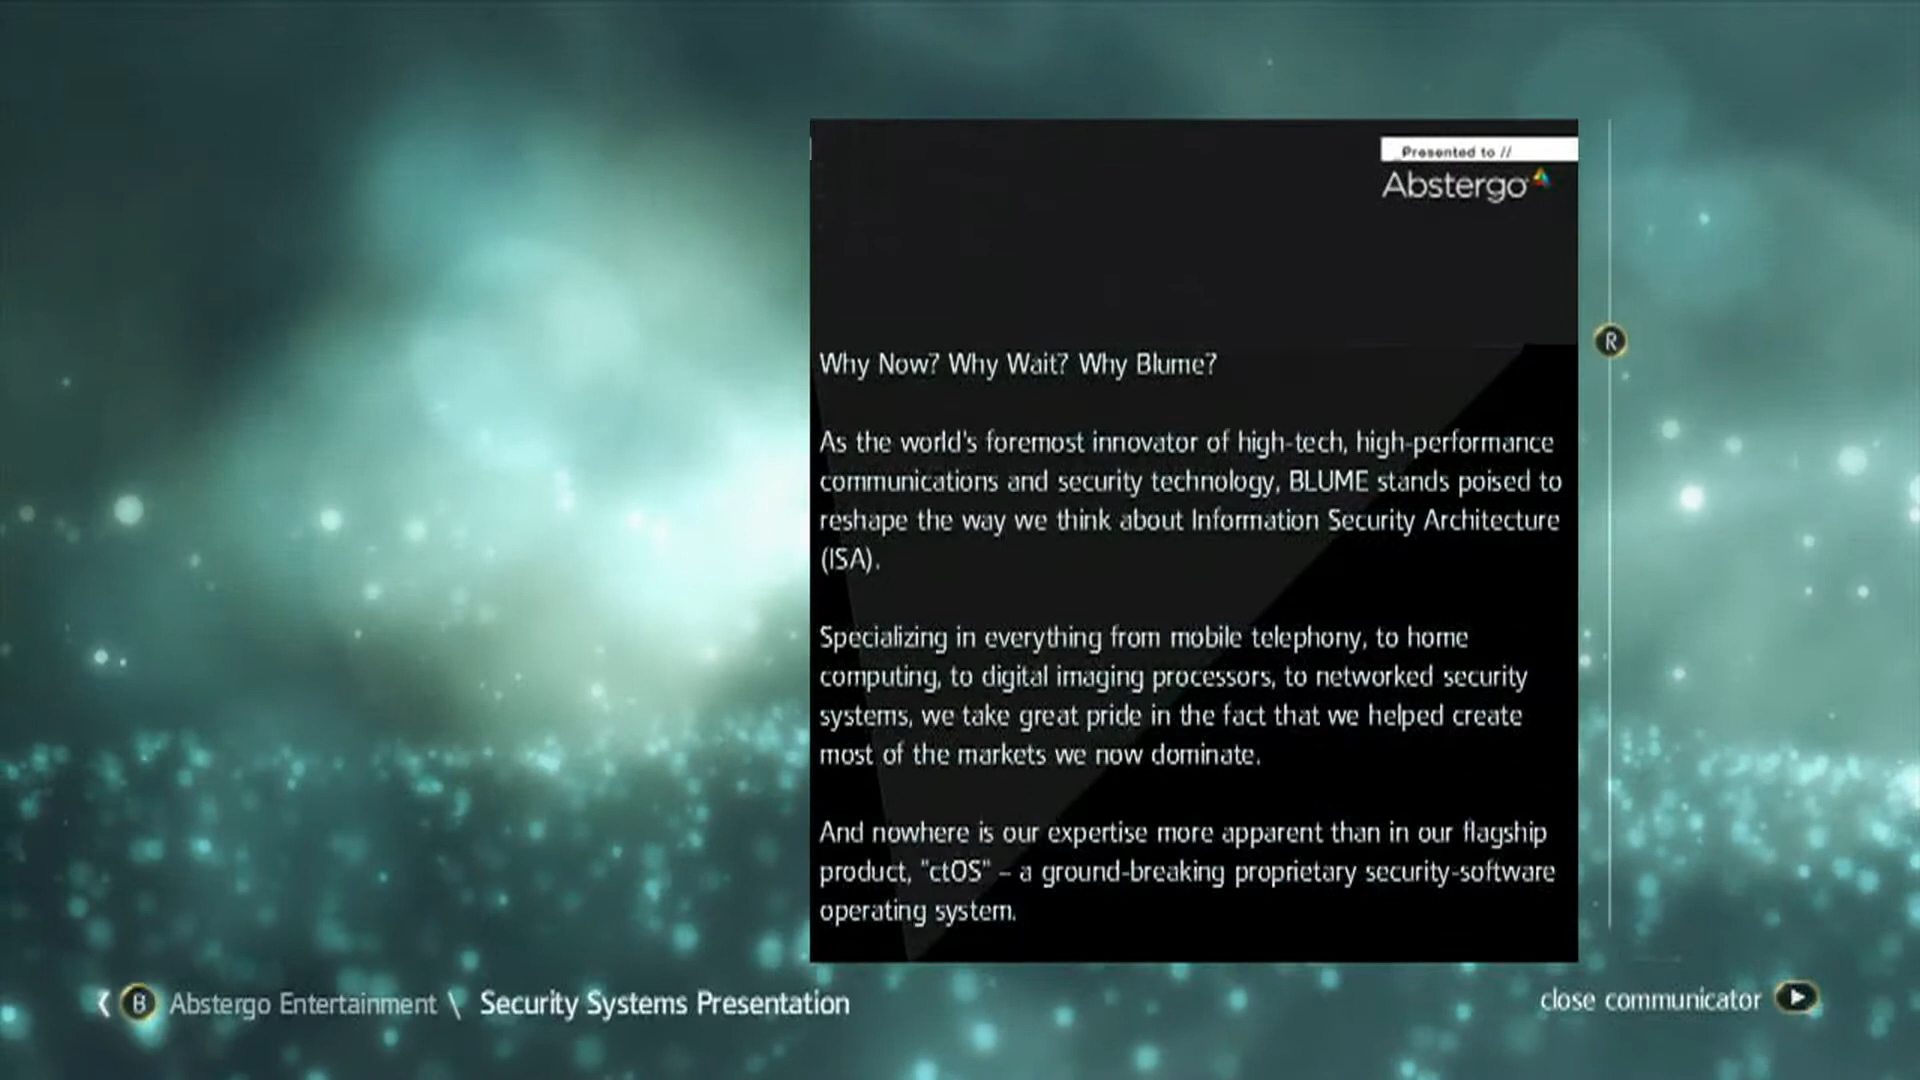 Presented to //
Abstergo
Why Now? Why Wait? Why Blume?
As the world's foremost innovator of high-tech, high-performance
communications and security technology, BLUME stands poised to
reshape the way we think about Information Security Architecture
(ISA).
Specializing in everything from mobile telephony, to home
computing, to digital imaging processors, to networked security
systems, we take great pride in the fact that we helped create
most of the markets we now dominate.
And nowhere is our expertise more apparent than in our flagship
product, "ctOS" – a ground-breaking proprietary security-software
operating system.
R
B Abstergo Entertainment \ Security Systems Presentation
close communicator